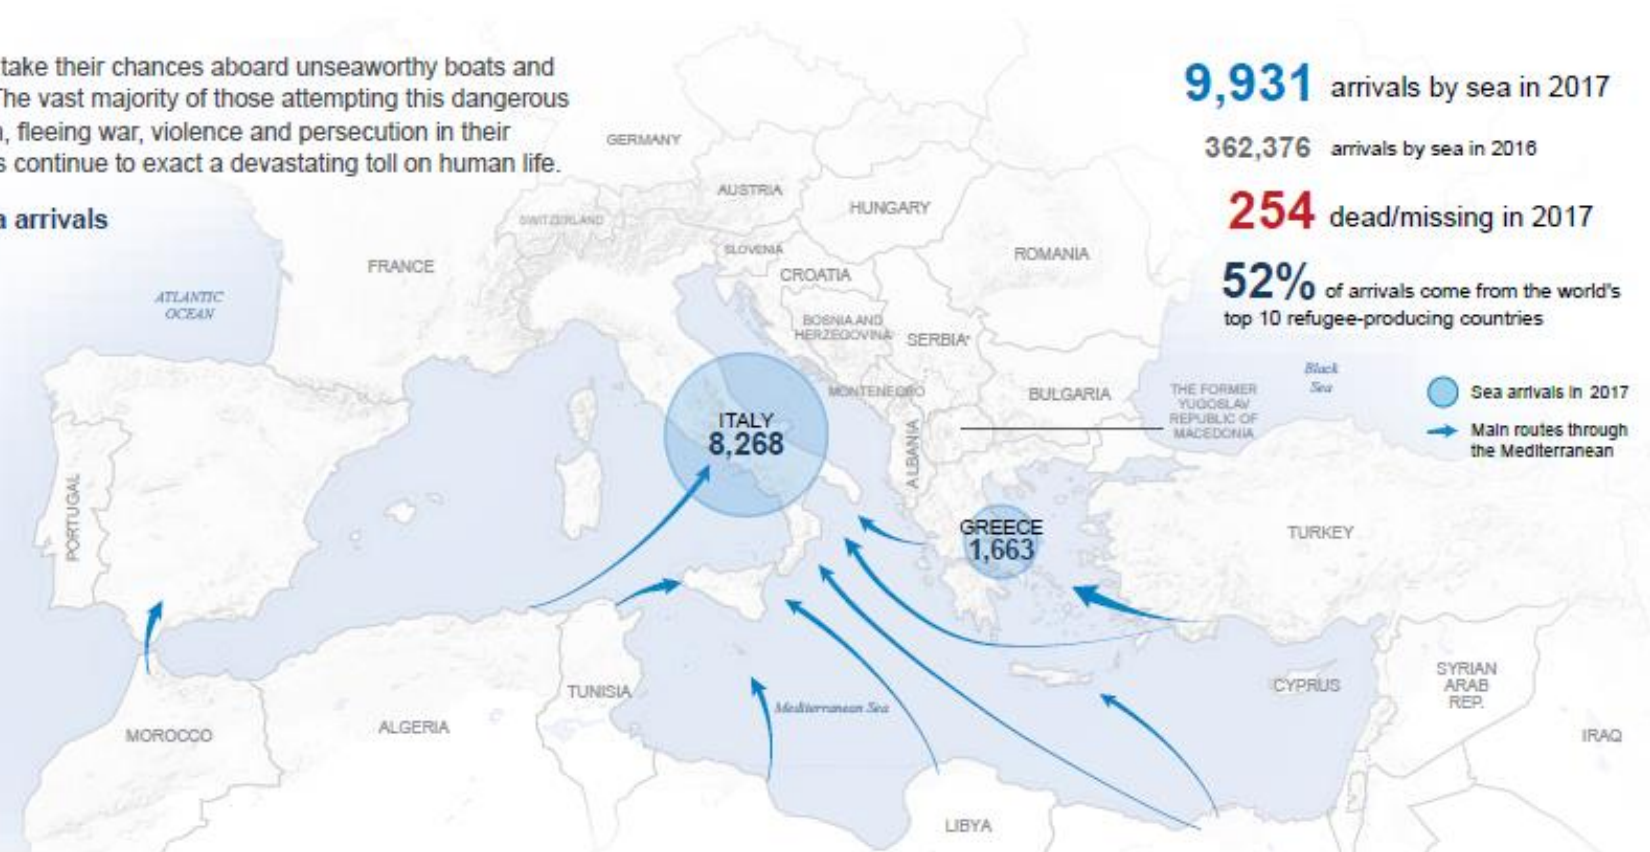 take their chances aboard unseaworthy boats and
The vast majority of those attempting this dangerous
, fleeing war, violence and persecution in their
s continue to exact a devastating toll on human life.
a arrivals
9,931 arrivals by sea in 2017
362,376 arrivals by sea in 2016
254 dead/missing in 2017
52% of arrivals come from the world's
top 10 refugee-producing countries
Sea arrivals in 2017
Main routes through
the Mediterranean
GERMANY
AUSTRIA
SWITZERLAND
HUNGARY
SLOVENIA
ROMANIA
FRANCE
CROATIA
ATLANTIC
OCEAN
BOSNIA AND
HERZEGOVINA
SERBIA*
Black
Sea
MONTENEGRO
BULGARIA
THE FORMER
YUGOSLAV
REPUBLIC OF
MACEDONIA
ITALY
8,268
ALBANIA
PORTUGAL
GREECE
1,663
TURKEY
TUNISIA
Mediterranean Sea
CYPRUS
SYRIAN
ARAB
REP.
MOROCCO
ALGERIA
IRAQ
LIBYA